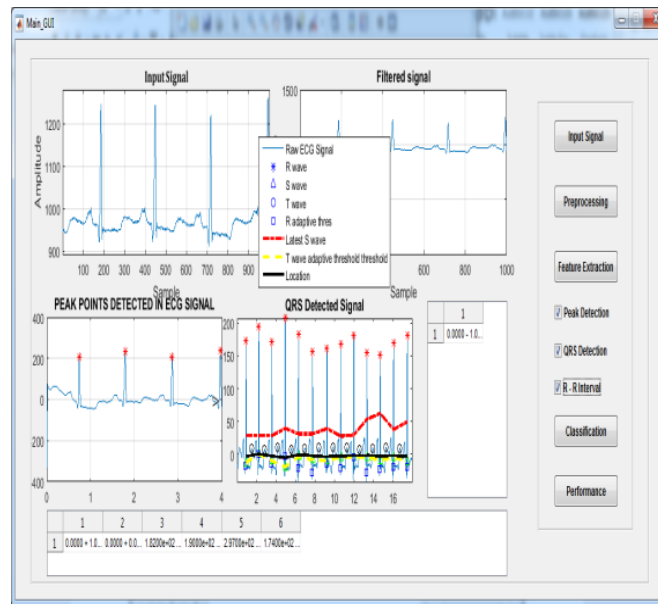 Main_GUI
Input Signal
Filtered signal
1280
1200
1100
1000
900
Amplitude
100 200 300 400 500 600 700 800 900
Sample
1500
1000
Sample
Raw ECG Signal
R wave
S wave
T wave
R adaptive thres
Latest S wave
T wave adaptive threshold threshold
Location
PEAK POINTS DETECTED IN ECG SIGNAL
400
200
0
-200
-400
0 1 2 3 4
QRS Detected Signal
200
150
100
50
0
2 4 6 8 10 12 14 16
1
1 0.0000 - 1.0...
1 2 3 4 5 6
1 0.0000 + 1.0... 0.0000 + 0.0... 1.8200e+02 ... 1.9000e+02 ... 2.9700e+02 ... 1.7400e+02 ...
Input Signal
Preprocessing
Feature Extraction
Peak Detection
QRS Detection
R - R Interval
Classification
Performance